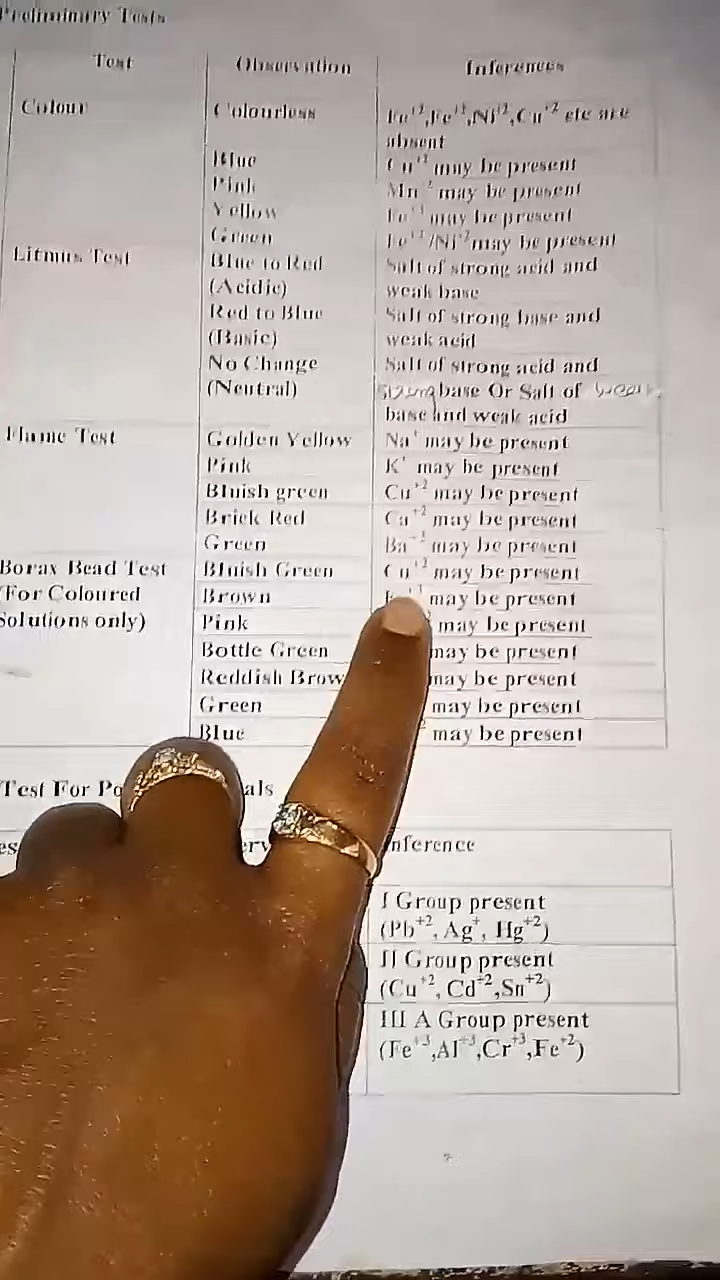 Preliminary Tests
Test Observation Inferences
Colour Colourless Fe⁺²,Fe⁺³,Ni⁺²,Cu⁺² etc are
absent
Blue Cu⁺² may be present
Pink Mn⁺² may be present
Yellow Fe⁺³ may be present
Green Fe⁺²/Ni⁺² may be present
Litmus Test Blue to Red Salt of strong acid and
(Acidic) weak base
Red to Blue Salt of strong base and
(Basic) weak acid
No Change Salt of strong acid and
(Neutral) strong base Or Salt of weak
base and weak acid
Flame Test Golden Yellow Na⁺ may be present
Pink K⁺ may be present
Bluish green Cu⁺² may be present
Brick Red Ca⁺² may be present
Green Ba⁺² may be present
Borax Bead Test Bluish Green Cu⁺² may be present
(For Coloured Brown may be present
Solutions only) Pink may be present
Bottle Green may be present
Reddish Brow may be present
Green may be present
Blue may be present
Test For Po als
es erv nference
I Group present
(Pb⁺², Ag⁺, Hg⁺²)
II Group present
(Cu⁺², Cd⁺²,Sn⁺²)
III A Group present
(Fe⁺³,Al⁺³,Cr⁺³,Fe⁺²)